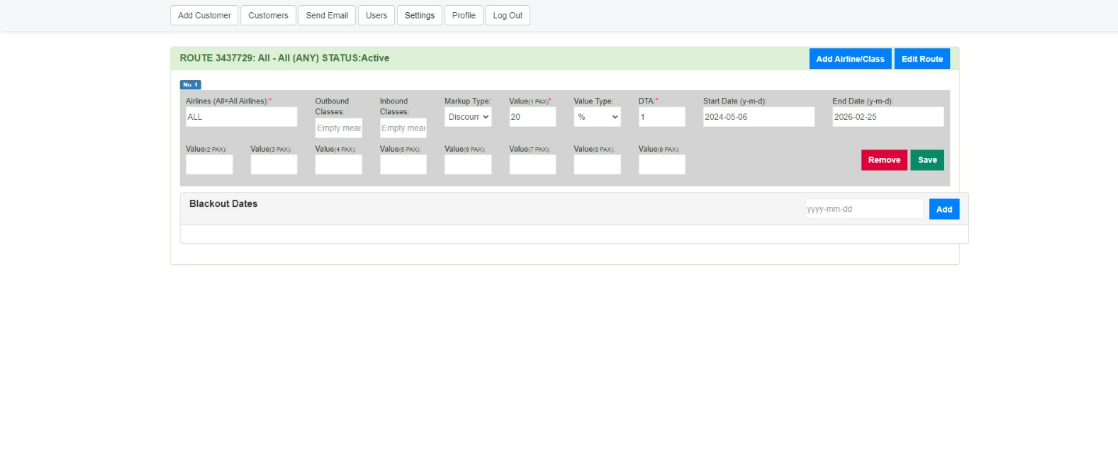 Add Customer Customers Send Email Users Settings Profile Log Out
ROUTE 3437729: All - All (ANY) STATUS:Active Add Airline/Class Edit Route
No. 1
Airlines (All=All Airlines):* Outbound Classes: Inbound Classes: Markup Type: Value(1 PAX)* Value Type: DTA:* Start Date (y-m-d): End Date (y-m-d):
ALL Empty mean Empty mean Discount 20 % 1 2024-05-06 2026-02-25
Value(2 PAX): Value(3 PAX): Value(4 PAX): Value(5 PAX): Value(6 PAX): Value(7 PAX): Value(8 PAX): Value(9 PAX):
Remove Save
Blackout Dates yyyy-mm-dd Add